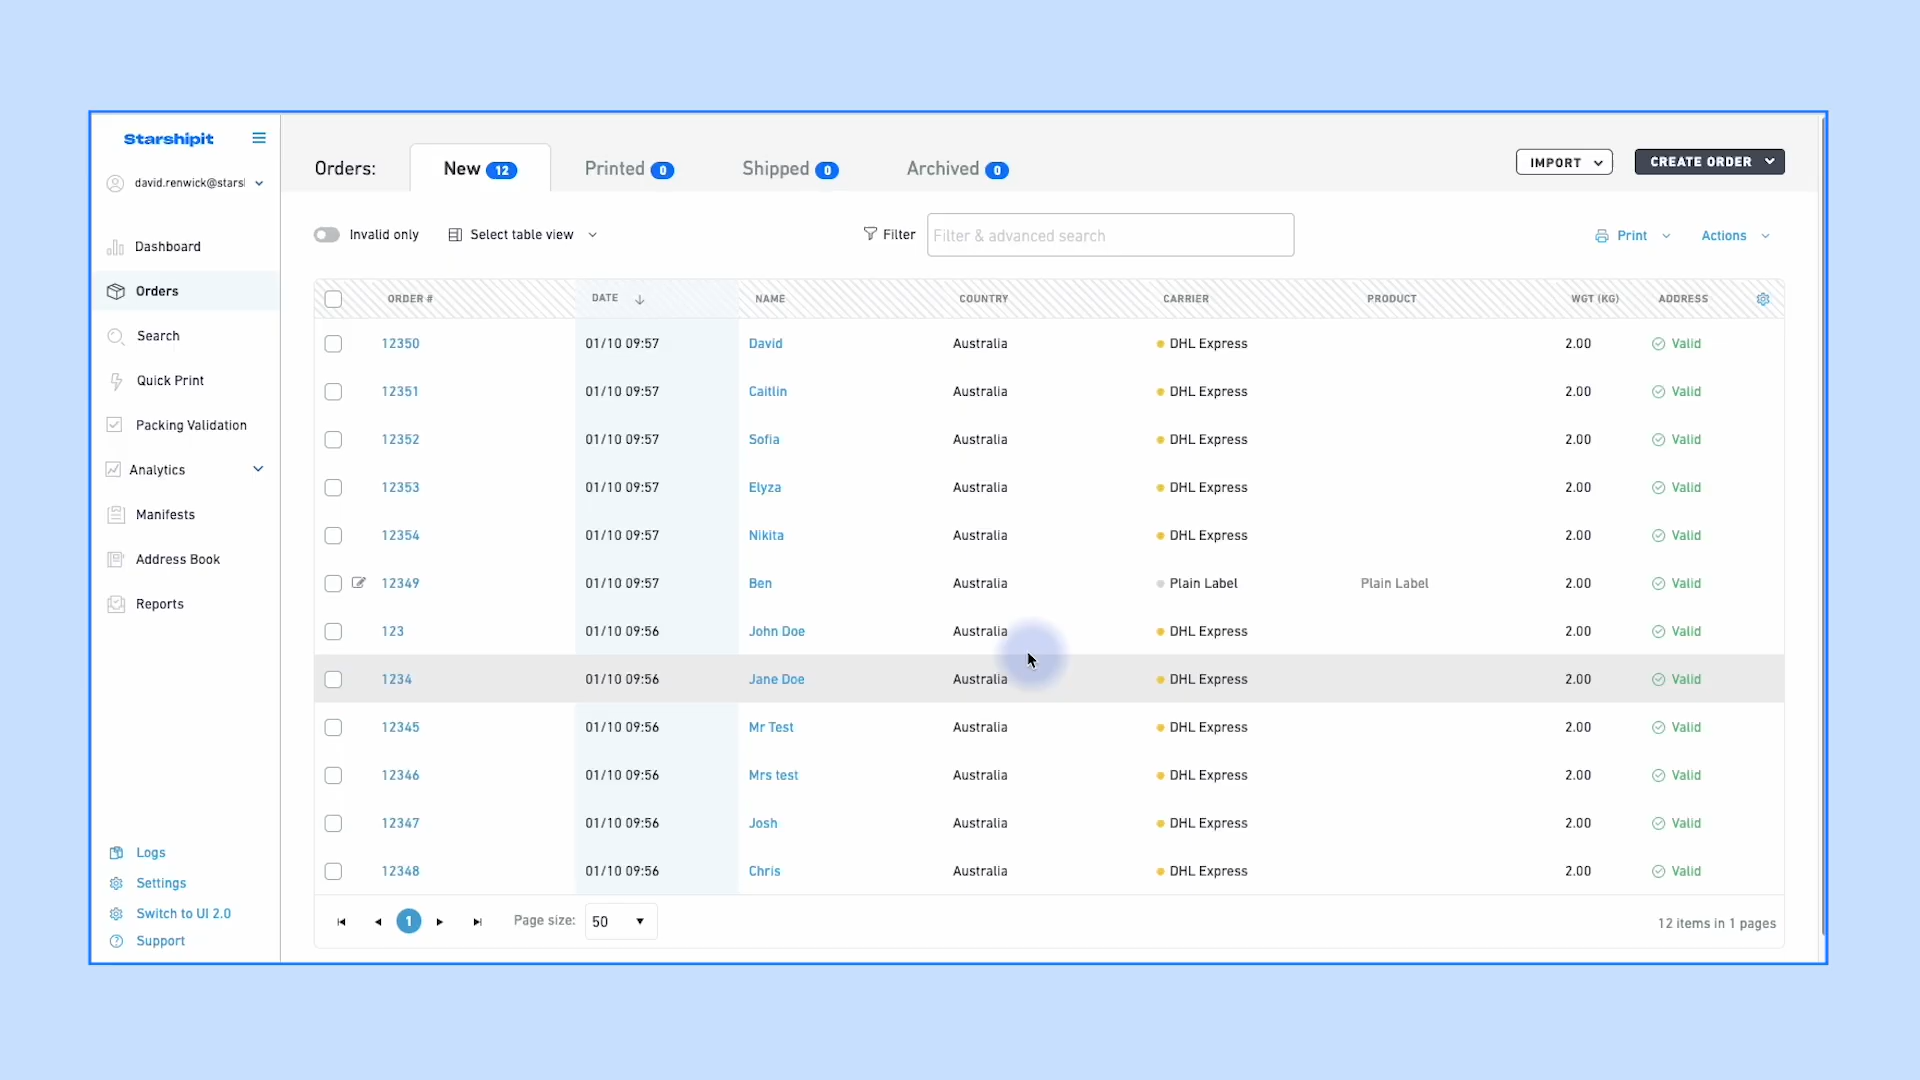 Starshipit
david.renwick@stars
Dashboard
Orders
Search
Quick Print
Packing Validation
Analytics
Manifests
Address Book
Reports
Logs
Settings
Switch to UI 2.0
Support
Orders: New 12 Printed 0 Shipped 0 Archived 0 IMPORT CREATE ORDER
Invalid only Select table view Filter Filter & advanced search Print Actions
ORDER # DATE NAME COUNTRY CARRIER PRODUCT WGT (KG) ADDRESS
12350 01/10 09:57 David Australia DHL Express 2.00 Valid
12351 01/10 09:57 Caitlin Australia DHL Express 2.00 Valid
12352 01/10 09:57 Sofia Australia DHL Express 2.00 Valid
12353 01/10 09:57 Elyza Australia DHL Express 2.00 Valid
12354 01/10 09:57 Nikita Australia DHL Express 2.00 Valid
12349 01/10 09:57 Ben Australia Plain Label Plain Label 2.00 Valid
123 01/10 09:56 John Doe Australia DHL Express 2.00 Valid
1234 01/10 09:56 Jane Doe Australia DHL Express 2.00 Valid
12345 01/10 09:56 Mr Test Australia DHL Express 2.00 Valid
12346 01/10 09:56 Mrs test Australia DHL Express 2.00 Valid
12347 01/10 09:56 Josh Australia DHL Express 2.00 Valid
12348 01/10 09:56 Chris Australia DHL Express 2.00 Valid
1 Page size: 50 12 items in 1 pages